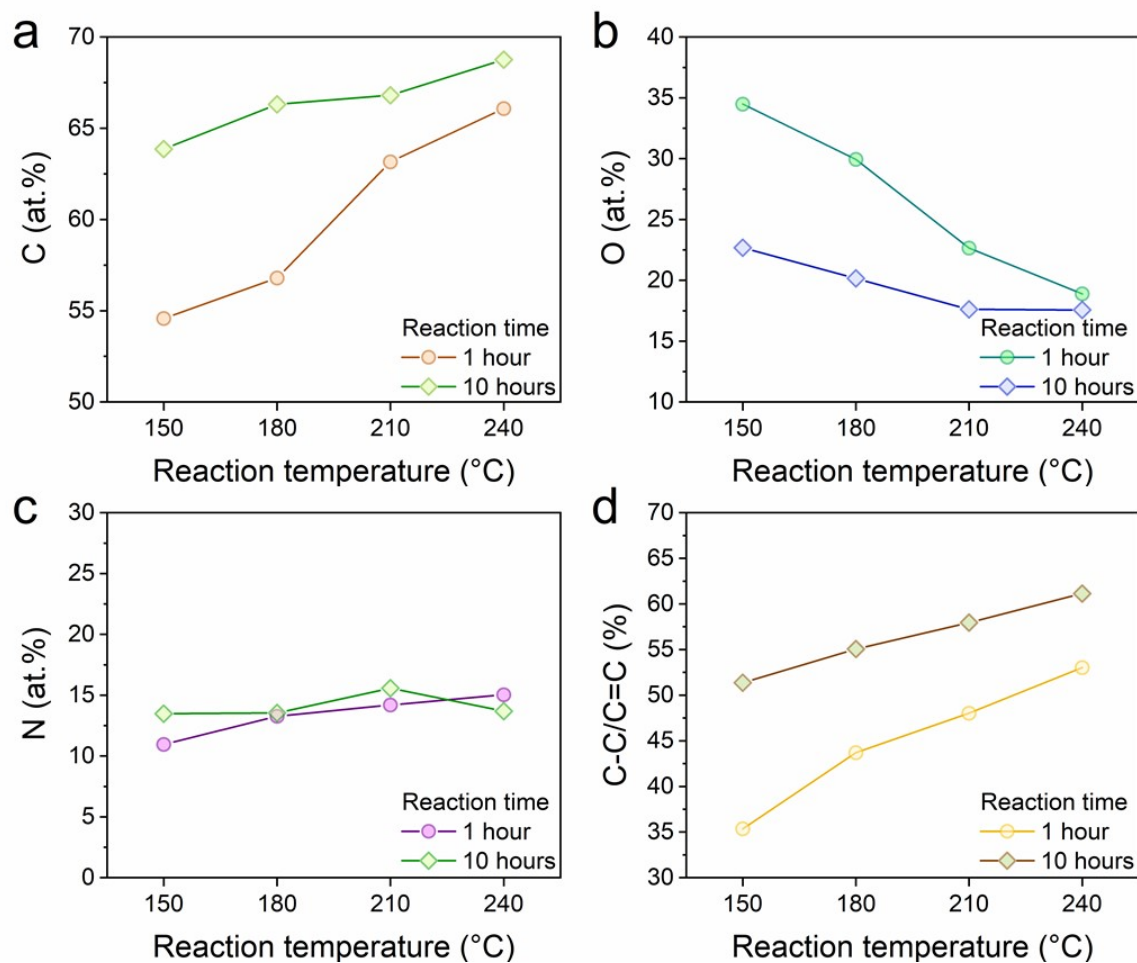 a
70
65
60
55
50
C (at.%)
Reaction time
1 hour
10 hours
150 180 210 240
Reaction temperature (°C)
b
40
35
30
25
20
15
10
O (at.%)
Reaction time
1 hour
10 hours
150 180 210 240
Reaction temperature (°C)
c
30
25
20
15
10
5
0
N (at.%)
Reaction time
1 hour
10 hours
150 180 210 240
Reaction temperature (°C)
d
70
65
60
55
50
45
40
35
30
C-C/C=C (%)
Reaction time
1 hour
10 hours
150 180 210 240
Reaction temperature (°C)